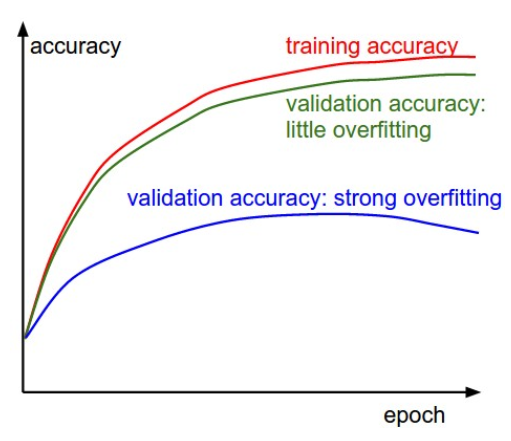 accuracy
training accuracy
validation accuracy:
little overfitting
validation accuracy: strong overfitting
epoch